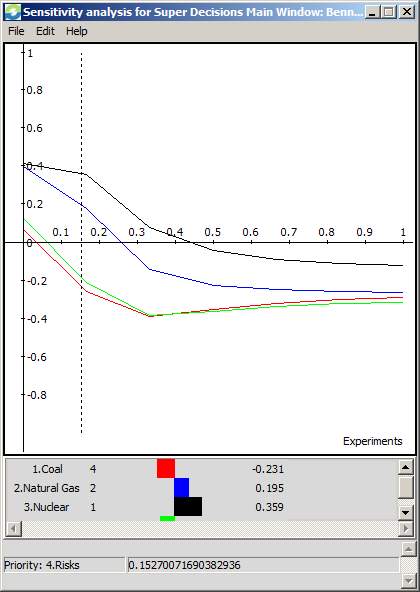 Sensitivity analysis for Super Decisions Main Window: Benn...
File Edit Help
1
0.8
0.6
0.4
0.2
0.1 0.2 0.3 0.4 0.5 0.6 0.7 0.8 0.9 1
0
-0.2
-0.4
-0.6
-0.8
Experiments
1.Coal 4 -0.231
2.Natural Gas 2 0.195
3.Nuclear 1 0.359
Priority: 4.Risks 0.15270071690382936